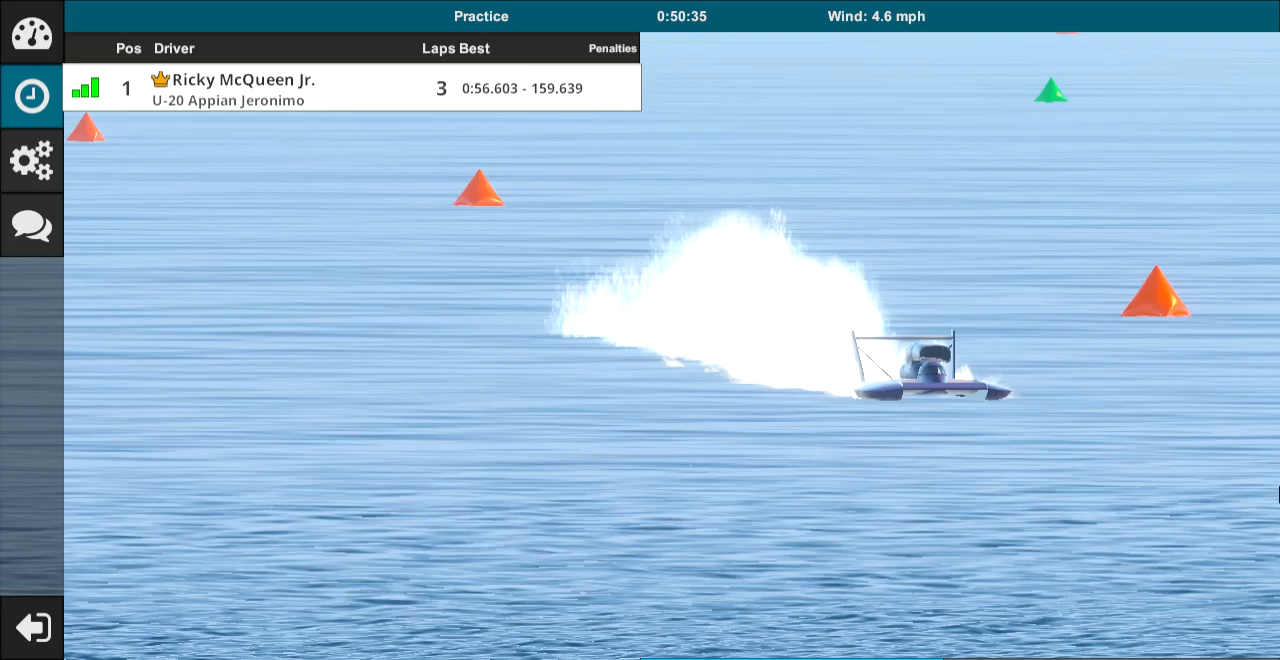 Practice 0:50:35 Wind: 4.6 mph
Pos Driver Laps Best Penalties
1 Ricky McQueen Jr. 3 0:56.603 - 159.639
U-20 Appian Jeronimo